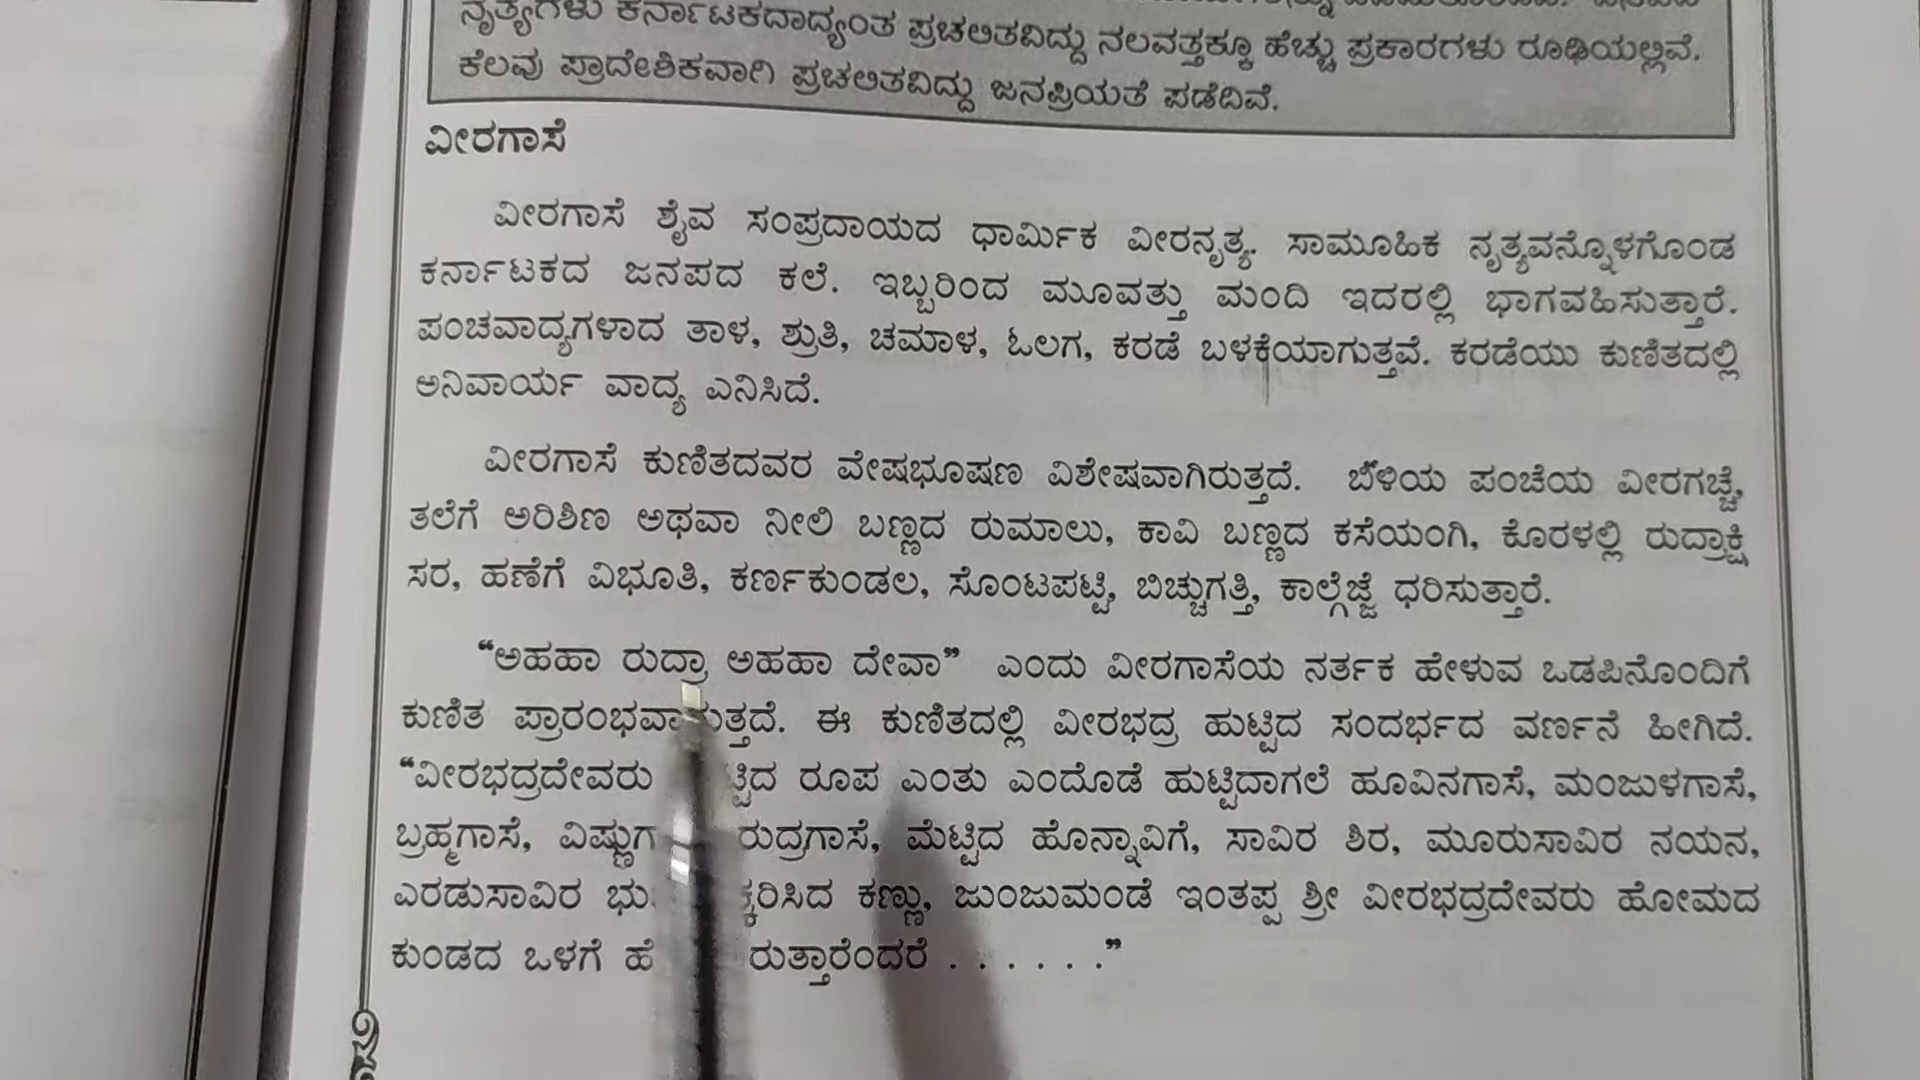 ನೃತ್ಯಗಳು ಕರ್ನಾಟಕದಾದ್ಯಂತ ಪ್ರಚಲಿತವಿದ್ದು ನಲವತ್ತಕ್ಕೂ ಹೆಚ್ಚು ಪ್ರಕಾರಗಳು ರೂಢಿಯಲ್ಲಿವೆ.
ಕೆಲವು ಪ್ರಾದೇಶಿಕವಾಗಿ ಪ್ರಚಲಿತವಿದ್ದು ಜನಪ್ರಿಯತೆ ಪಡೆದಿವೆ.
ವೀರಗಾಸೆ
ವೀರಗಾಸೆ ಶೈವ ಸಂಪ್ರದಾಯದ ಧಾರ್ಮಿಕ ವೀರನೃತ್ಯ. ಸಾಮೂಹಿಕ ನೃತ್ಯವನ್ನೊಳಗೊಂಡ
ಕರ್ನಾಟಕದ ಜನಪದ ಕಲೆ. ಇಬ್ಬರಿಂದ ಮೂವತ್ತು ಮಂದಿ ಇದರಲ್ಲಿ ಭಾಗವಹಿಸುತ್ತಾರೆ.
ಪಂಚವಾದ್ಯಗಳಾದ ತಾಳ, ಶ್ರುತಿ, ಚಮಾಳ, ಓಲಗ, ಕರಡೆ ಬಳಕೆಯಾಗುತ್ತವೆ. ಕರಡೆಯು ಕುಣಿತದಲ್ಲಿ
ಅನಿವಾರ್ಯ ವಾದ್ಯ ಎನಿಸಿದೆ.
ವೀರಗಾಸೆ ಕುಣಿತದವರ ವೇಷಭೂಷಣ ವಿಶೇಷವಾಗಿರುತ್ತದೆ. ಬಿಳಿಯ ಪಂಚೆಯ ವೀರಗಚ್ಚೆ,
ತಲೆಗೆ ಅರಿಶಿಣ ಅಥವಾ ನೀಲಿ ಬಣ್ಣದ ರುಮಾಲು, ಕಾವಿ ಬಣ್ಣದ ಕಸೆಯಂಗಿ, ಕೊರಳಲ್ಲಿ ರುದ್ರಾಕ್ಷಿ
ಸರ, ಹಣೆಗೆ ವಿಭೂತಿ, ಕರ್ಣಕುಂಡಲ, ಸೊಂಟಪಟ್ಟಿ, ಬಿಚ್ಚುಗತ್ತಿ, ಕಾಲ್ಗೆಜ್ಜೆ ಧರಿಸುತ್ತಾರೆ.
“ಅಹಹಾ ರುದ್ರಾ ಅಹಹಾ ದೇವಾ” ಎಂದು ವೀರಗಾಸೆಯ ನರ್ತಕ ಹೇಳುವ ಒಡಪಿನೊಂದಿಗೆ
ಕುಣಿತ ಪ್ರಾರಂಭವಾಗುತ್ತದೆ. ಈ ಕುಣಿತದಲ್ಲಿ ವೀರಭದ್ರ ಹುಟ್ಟಿದ ಸಂದರ್ಭದ ವರ್ಣನೆ ಹೀಗಿದೆ.
“ವೀರಭದ್ರದೇವರು ರೂಪ ಎಂತು ಎಂದೊಡೆ ಹುಟ್ಟಿದಾಗಲೆ ಹೂವಿನಗಾಸೆ, ಮಂಜುಳಗಾಸೆ,
ಬ್ರಹ್ಮಗಾಸೆ, ರುದ್ರಗಾಸೆ, ಮೆಟ್ಟಿದ ಹೊನ್ನಾವಿಗೆ, ಸಾವಿರ ಶಿರ, ಮೂರುಸಾವಿರ ನಯನ,
ಎರಡುಸಾವಿರ ಕಣ್ಣು, ಜುಂಜುಮಂಡೆ ಇಂತಪ್ಪ ಶ್ರೀ ವೀರಭದ್ರದೇವರು ಹೋಮದ
ಕುಂಡದ ಒಳಗೆ . . . . . .”